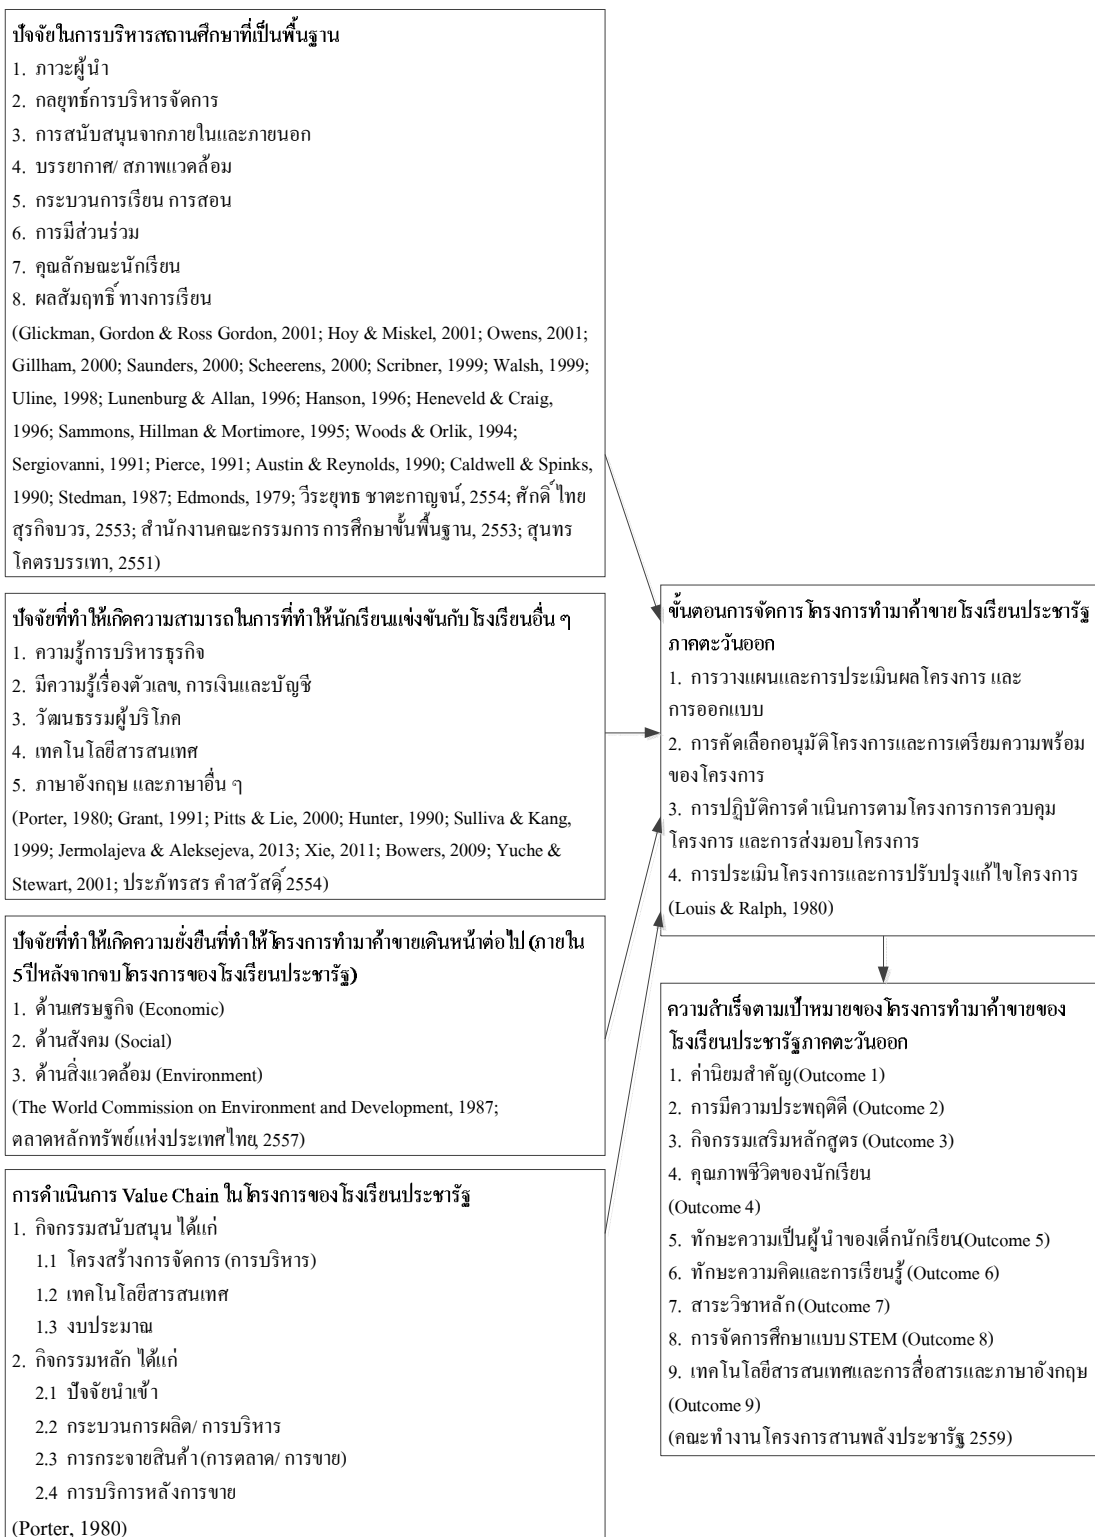 ปัจจัยในการบริหารสถานศึกษาที่เป็นพื้นฐาน
1. ภาวะผู้นำ
2. กลยุทธ์การบริหารจัดการ
3. การสนับสนุนจากภายในและภายนอก
4. บรรยากาศ/ สภาพแวดล้อม
5. กระบวนการเรียน การสอน
6. การมีส่วนร่วม
7. คุณลักษณะนักเรียน
8. ผลสัมฤทธิ์ทางการเรียน
(Glickman, Gordon & Ross Gordon, 2001; Hoy & Miskel, 2001; Owens, 2001;
Gillham, 2000; Saunders, 2000; Scheerens, 2000; Scribner, 1999; Walsh, 1999;
Uline, 1998; Lunenburg & Allan, 1996; Hanson, 1996; Heneveld & Craig,
1996; Sammons, Hillman & Mortimore, 1995; Woods & Orlik, 1994;
Sergiovanni, 1991; Pierce, 1991; Austin & Reynolds, 1990; Caldwell & Spinks,
1990; Stedman, 1987; Edmonds, 1979; วีระยุทธ ชาตะกาญจน์, 2554; ศักดิ์ไทย
สุรกิจบวร, 2553; สำนักงานคณะกรรมการการศึกษาขั้นพื้นฐาน, 2553; สุนทร
โคตรบรรเทา, 2551)
ปัจจัยที่ทำให้เกิดความสามารถในการที่ทำให้นักเรียนแข่งขันกับโรงเรียนอื่น ๆ
1. ความรู้การบริหารธุรกิจ
2. มีความรู้เรื่องตัวเลข, การเงินและบัญชี
3. วัฒนธรรมผู้บริโภค
4. เทคโนโลยีสารสนเทศ
5. ภาษาอังกฤษ และภาษาอื่น ๆ
(Porter, 1980; Grant, 1991; Pitts & Lie, 2000; Hunter, 1990; Sulliva & Kang,
1999; Jermolajeva & Aleksejeva, 2013; Xie, 2011; Bowers, 2009; Yuche &
Stewart, 2001; ประภัทรสร คำสวัสดิ์ 2554)
ปัจจัยที่ทำให้เกิดความยั่งยืนที่ทำให้โครงการทำมาค้าขายเดินหน้าต่อไป (ภายใน
5 ปีหลังจากจบโครงการของโรงเรียนประชารัฐ)
1. ด้านเศรษฐกิจ (Economic)
2. ด้านสังคม (Social)
3. ด้านสิ่งแวดล้อม (Environment)
(The World Commission on Environment and Development, 1987;
ตลาดหลักทรัพย์แห่งประเทศไทย, 2557)
การดำเนินการ Value Chain ในโครงการของโรงเรียนประชารัฐ
1. กิจกรรมสนับสนุน ได้แก่
1.1 โครงสร้างการจัดการ (การบริหาร)
1.2 เทคโนโลยีสารสนเทศ
1.3 งบประมาณ
2. กิจกรรมหลัก ได้แก่
2.1 ปัจจัยนำเข้า
2.2 กระบวนการผลิต/ การบริหาร
2.3 การกระจายสินค้า (การตลาด/ การขาย)
2.4 การบริการหลังการขาย
(Porter, 1980)
ขั้นตอนการจัดการโครงการทำมาค้าขายโรงเรียนประชารัฐ
ภาคตะวันออก
1. การวางแผนและการประเมินผลโครงการ และ
การออกแบบ
2. การคัดเลือกอนุมัติโครงการและการเตรียมความพร้อม
ของโครงการ
3. การปฏิบัติการดำเนินการตามโครงการการควบคุม
โครงการ และการส่งมอบโครงการ
4. การประเมินโครงการและการปรับปรุงแก้ไขโครงการ
(Louis & Ralph, 1980)
ความสำเร็จตามเป้าหมายของโครงการทำมาค้าขายของ
โรงเรียนประชารัฐภาคตะวันออก
1. ค่านิยมสำคัญ(Outcome 1)
2. การมีความประพฤติดี (Outcome 2)
3. กิจกรรมเสริมหลักสูตร (Outcome 3)
4. คุณภาพชีวิตของนักเรียน
(Outcome 4)
5. ทักษะความเป็นผู้นำของเด็กนักเรียน(Outcome 5)
6. ทักษะความคิดและการเรียนรู้ (Outcome 6)
7. สาระวิชาหลัก (Outcome 7)
8. การจัดการศึกษาแบบ STEM (Outcome 8)
9. เทคโนโลยีสารสนเทศและการสื่อสารและภาษาอังกฤษ
(Outcome 9)
(คณะทำงานโครงการสานพลังประชารัฐ 2559)